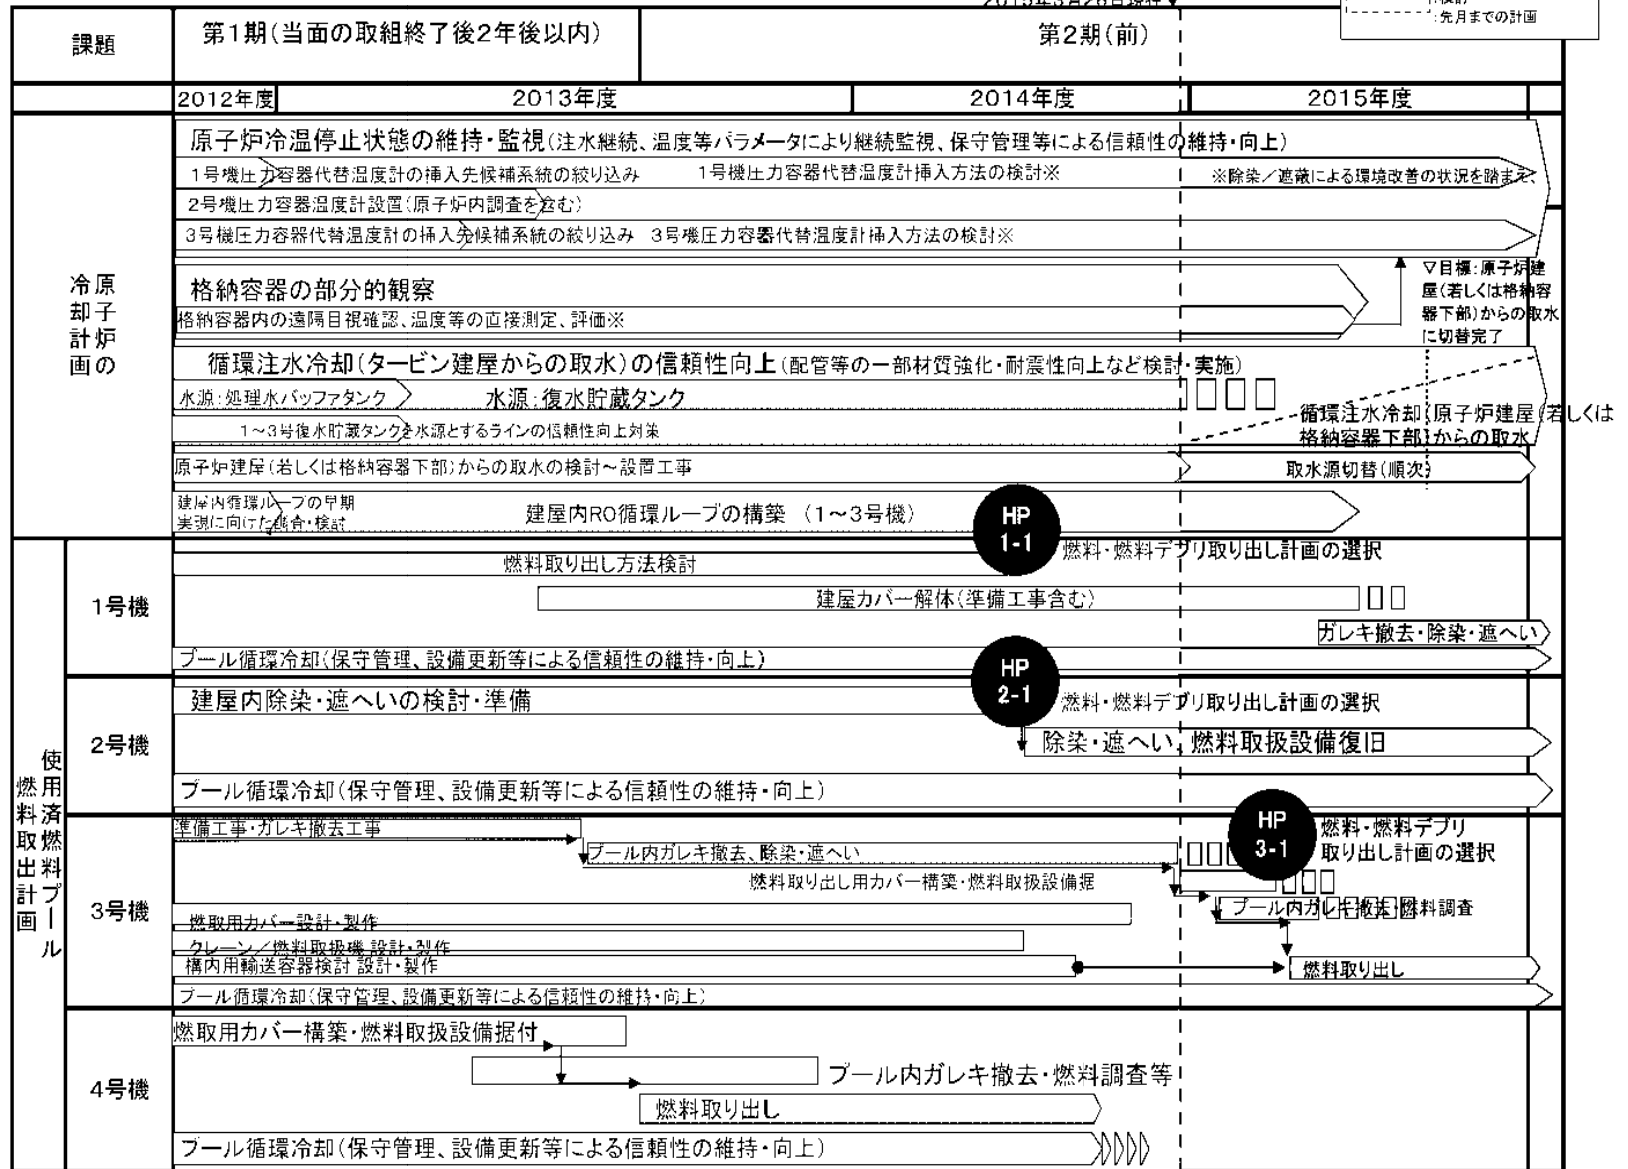 2015年3月26日現在▼
:検討
:先月までの計画
課題
第1期(当面の取組終了後2年後以内)
第2期(前)
2012年度
2013年度
2014年度
2015年度
原子炉の冷却計画
原子炉冷温停止状態の維持・監視(注水継続、温度等パラメータにより継続監視、保守管理等による信頼性の維持・向上)
1号機圧力容器代替温度計の挿入先候補系統の絞り込み
1号機圧力容器代替温度計挿入方法の検討※
※除染/遮蔽による環境改善の状況を踏まえ、
2号機圧力容器温度計設置(原子炉内調査を含む)
3号機圧力容器代替温度計の挿入先候補系統の絞り込み
3号機圧力容器代替温度計挿入方法の検討※
格納容器の部分的観察
格納容器内の遠隔目視確認、温度等の直接測定、評価※
▽目標:原子炉建
屋(若しくは格納容
器下部)からの取水
に切替完了
循環注水冷却(タービン建屋からの取水)の信頼性向上(配管等の一部材質強化・耐震性向上など検討・実施)
水源:処理水バッファタンク
水源:復水貯蔵タンク
循環注水冷却(原子炉建屋(若しくは
格納容器下部)からの取水
1~3号復水貯蔵タンクを水源とするラインの信頼性向上対策
原子炉建屋(若しくは格納容器下部)からの取水の検討~設置工事
取水源切替(順次)
建屋内循環ループの早期
実現に向けた調合・検討
建屋内RO循環ループの構築 (1~3号機)
HP
1-1
使用済燃料プール
燃料取出計画
1号機
燃料取り出し方法検討
燃料・燃料デブリ取り出し計画の選択
建屋カバー解体(準備工事含む)
ガレキ撤去・除染・遮へい
プール循環冷却(保守管理、設備更新等による信頼性の維持・向上)
HP
2-1
2号機
建屋内除染・遮へいの検討・準備
燃料・燃料デブリ取り出し計画の選択
除染・遮へい、燃料取扱設備復旧
プール循環冷却(保守管理、設備更新等による信頼性の維持・向上)
3号機
準備工事・ガレキ撤去工事
HP
3-1
燃料・燃料デブリ
取り出し計画の選択
プール内ガレキ撤去、除染・遮へい
燃料取り出し用カバー構築・燃料取扱設備据
プール内ガレキ撤去・燃料調査
燃取用カバー設計・製作
クレーン/燃料取扱機 設計・製作
構内用輸送容器検討 設計・製作
燃料取り出し
プール循環冷却(保守管理、設備更新等による信頼性の維持・向上)
4号機
燃取用カバー構築・燃料取扱設備据付
プール内ガレキ撤去・燃料調査等
燃料取り出し
プール循環冷却(保守管理、設備更新等による信頼性の維持・向上)